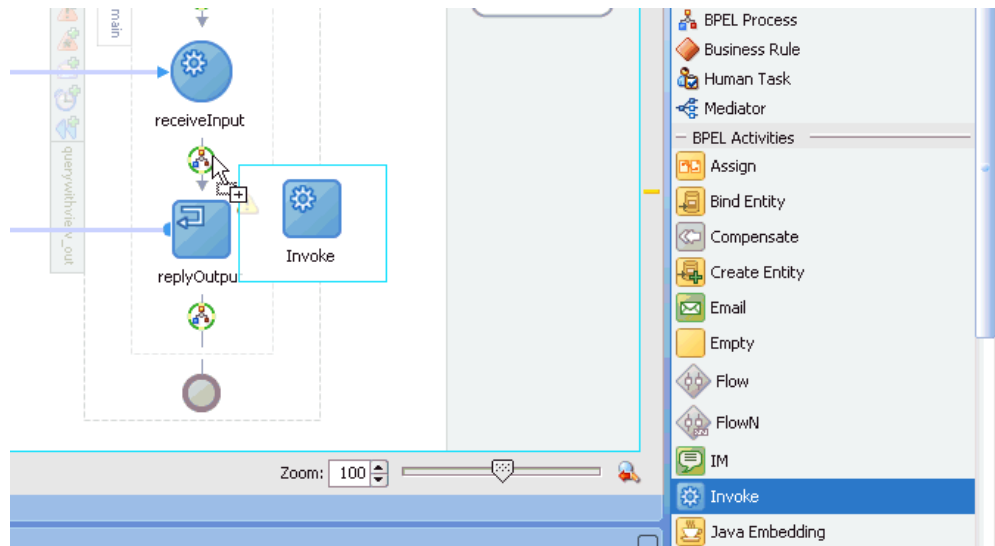 main
receiveInput
querywithview_out
Invoke
replyOutpu
Zoom: 100
BPEL Process
Business Rule
Human Task
Mediator
BPEL Activities
Assign
Bind Entity
Compensate
Create Entity
Email
Empty
Flow
FlowN
IM
Invoke
Java Embedding